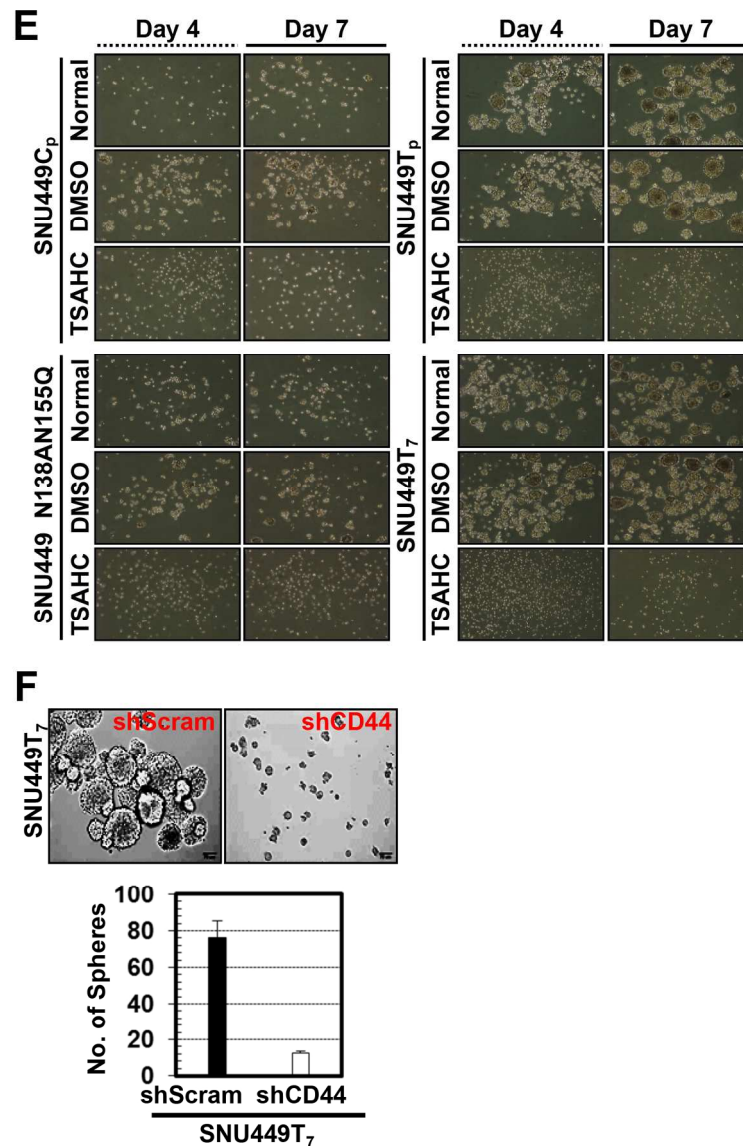 E
Day 4 Day 7 Day 4 Day 7
SNU449Cp
Normal
DMSO
TSAHC
SNU449Tp
Normal
DMSO
TSAHC
SNU449 N138AN155Q
Normal
DMSO
TSAHC
SNU449T7
Normal
DMSO
TSAHC
F
SNU449T7
shScram shCD44
No. of Spheres
100
80
60
40
20
0
shScram shCD44
SNU449T7